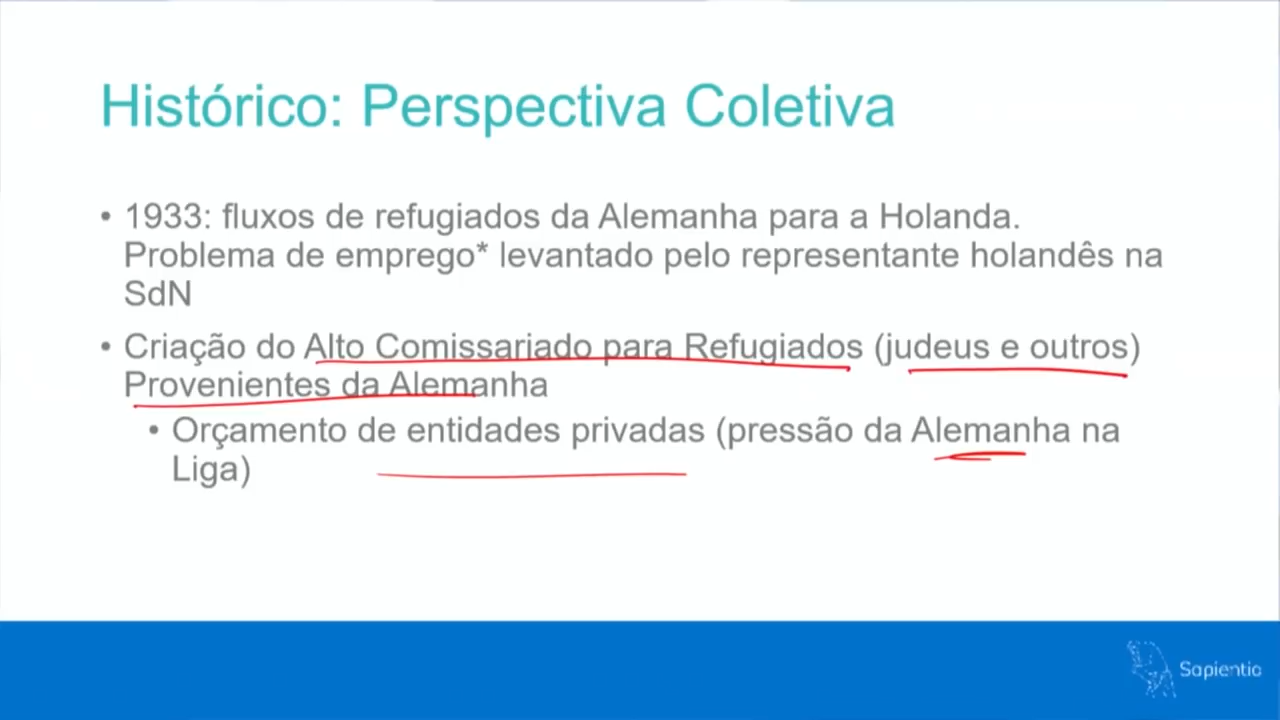 Histórico: Perspectiva Coletiva
• 1933: fluxos de refugiados da Alemanha para a Holanda.
Problema de emprego* levantado pelo representante holandês na
SdN
• Criação do Alto Comissariado para Refugiados (judeus e outros)
Provenientes da Alemanha
• Orçamento de entidades privadas (pressão da Alemanha na
Liga)
Sapientia